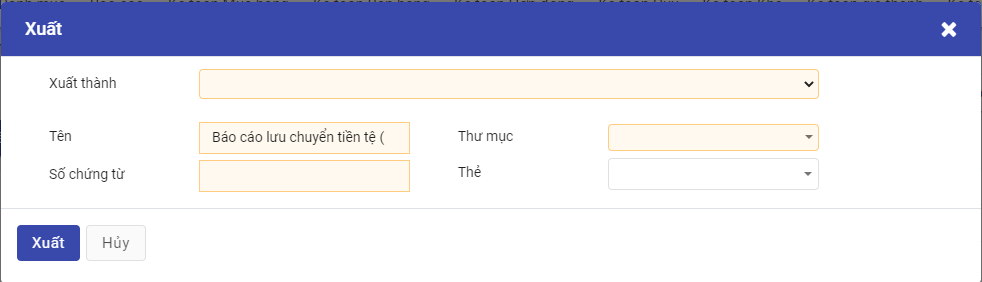 Xuất
Xuất thành
Tên
Báo cáo lưu chuyển tiền tệ (
Thư mục
Số chứng từ
Thẻ
Xuất
Hủy